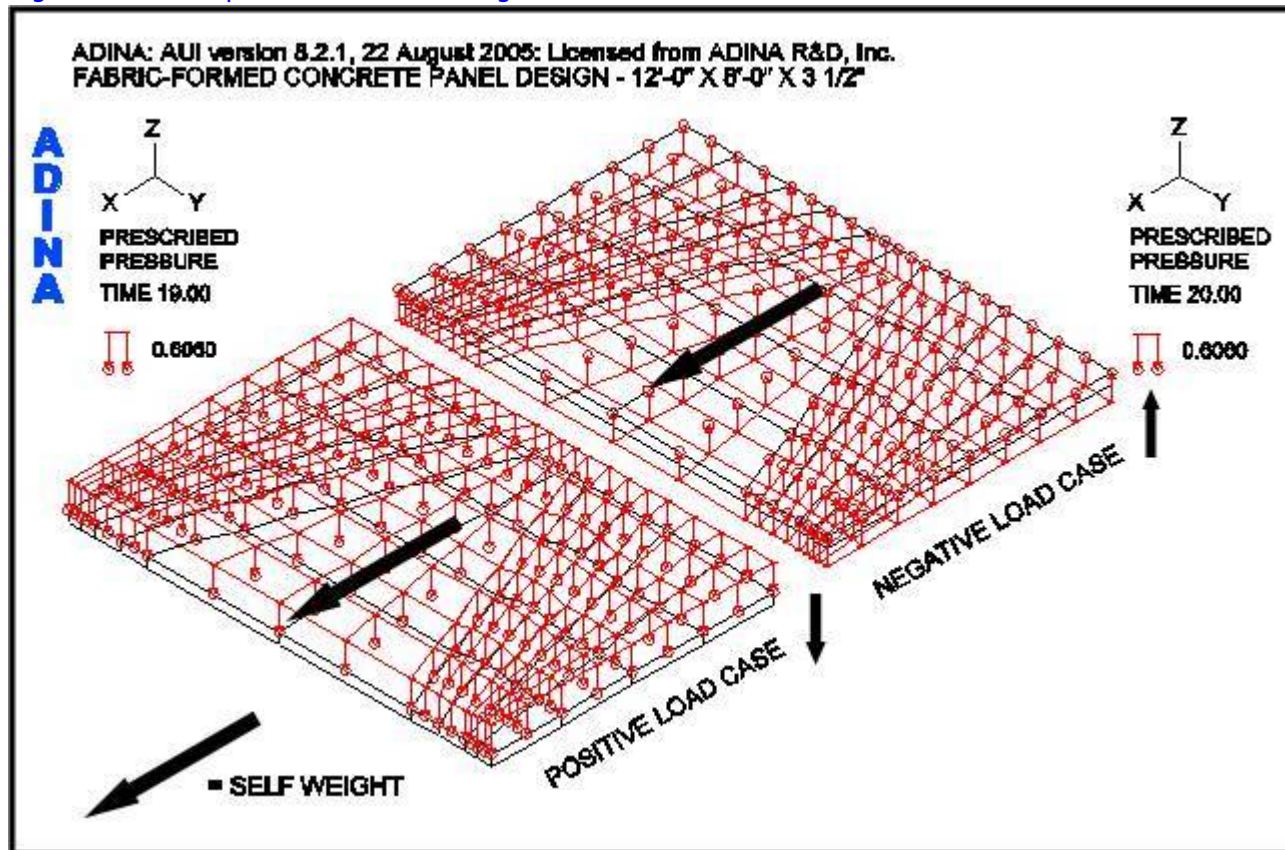 ADINA: AUI version 8.2.1, 22 August 2005: Licensed from ADINA R&D, Inc.
FABRIC-FORMED CONCRETE PANEL DESIGN - 12'-0" X 8'-0" X 3 1/2"
ADINA
Z
X Y
PRESCRIBED
PRESSURE
TIME 19.00
0.6060
Z
X Y
PRESCRIBED
PRESSURE
TIME 20.00
0.6060
NEGATIVE LOAD CASE
POSITIVE LOAD CASE
= SELF WEIGHT